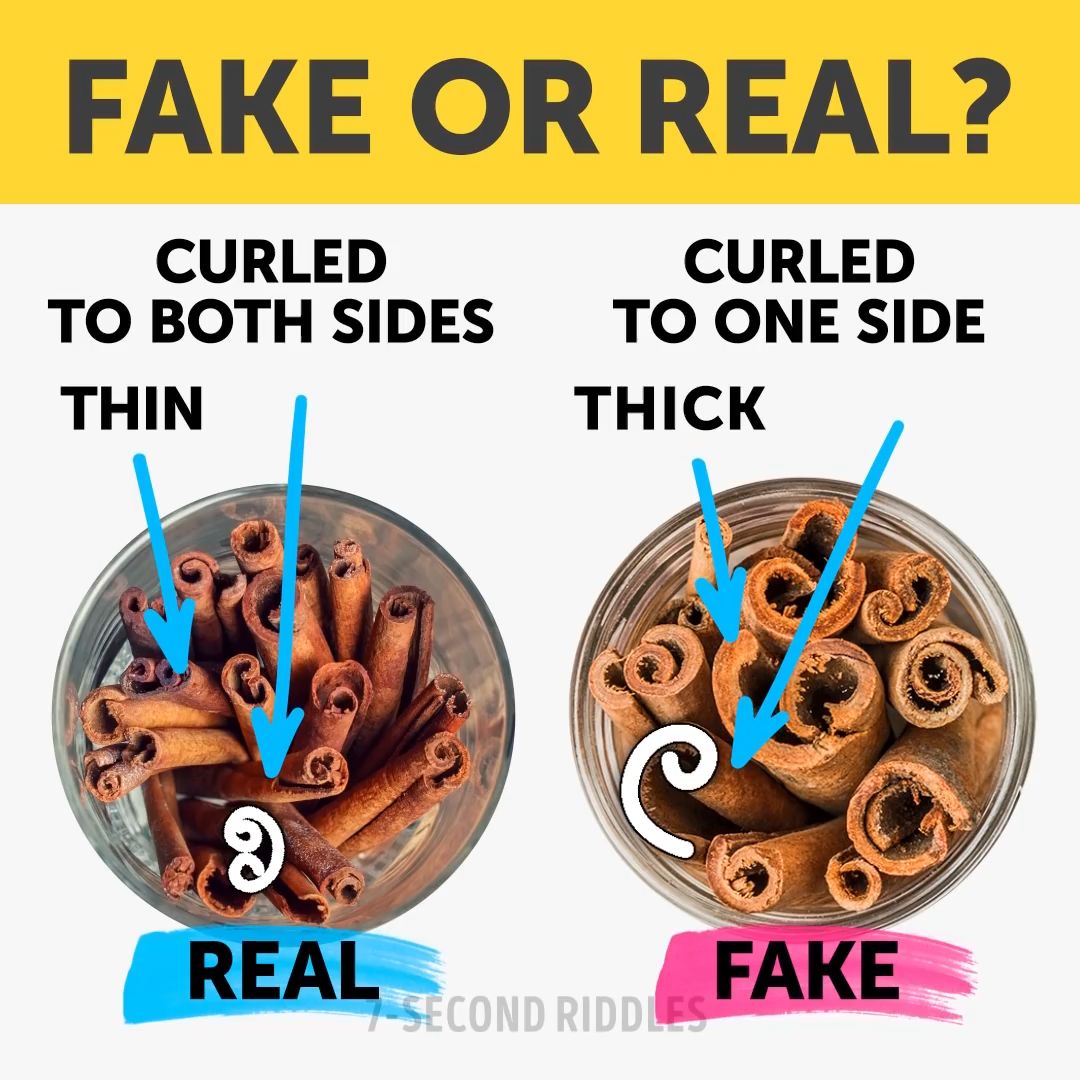 FAKE OR REAL?
CURLED
TO BOTH SIDES
THIN
CURLED
TO ONE SIDE
THICK
REAL
FAKE
7-SECOND RIDDLES